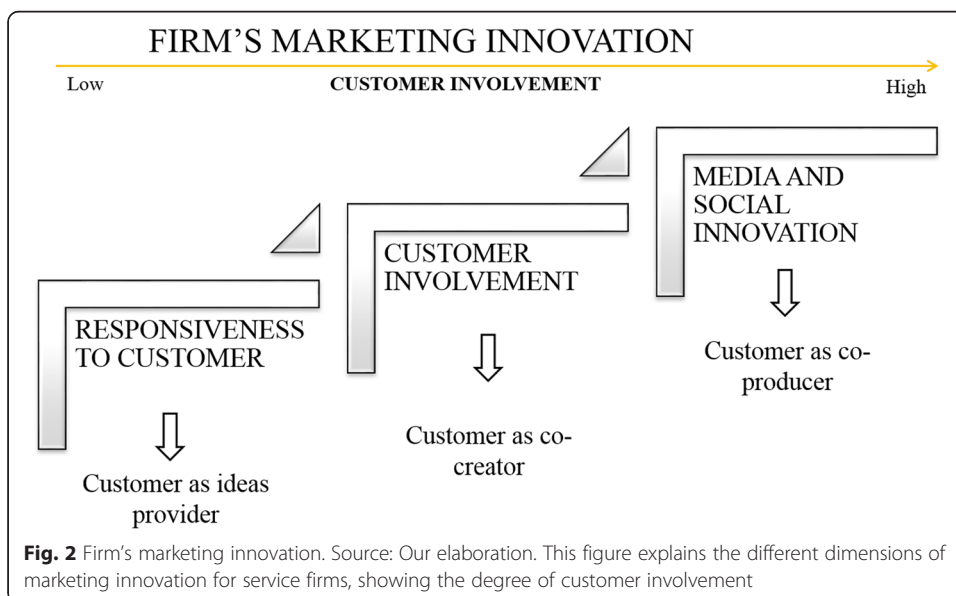 FIRM'S MARKETING INNOVATION
Low
CUSTOMER INVOLVEMENT
High
RESPONSIVENESS
TO CUSTOMER
Customer as ideas
provider
CUSTOMER
INVOLVEMENT
Customer as co-
creator
MEDIA AND
SOCIAL
INNOVATION
Customer as co-
producer
Fig. 2 Firm's marketing innovation. Source: Our elaboration. This figure explains the different dimensions of
marketing innovation for service firms, showing the degree of customer involvement